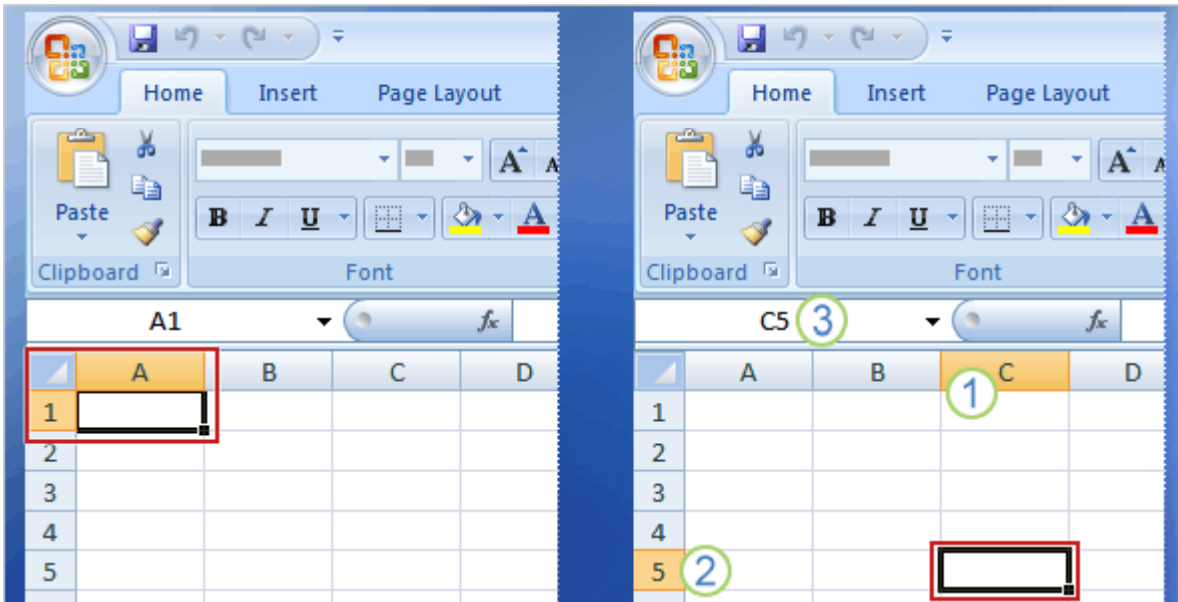 Home Insert Page Layout
A A
Paste
B I U A
Clipboard Font
A1 fx
A B C D
1
2
3
4
5
Home Insert Page Layout
A A
Paste
B I U A
Clipboard Font
C5 3 fx
A B C D
1
1
2
3
4
5 2